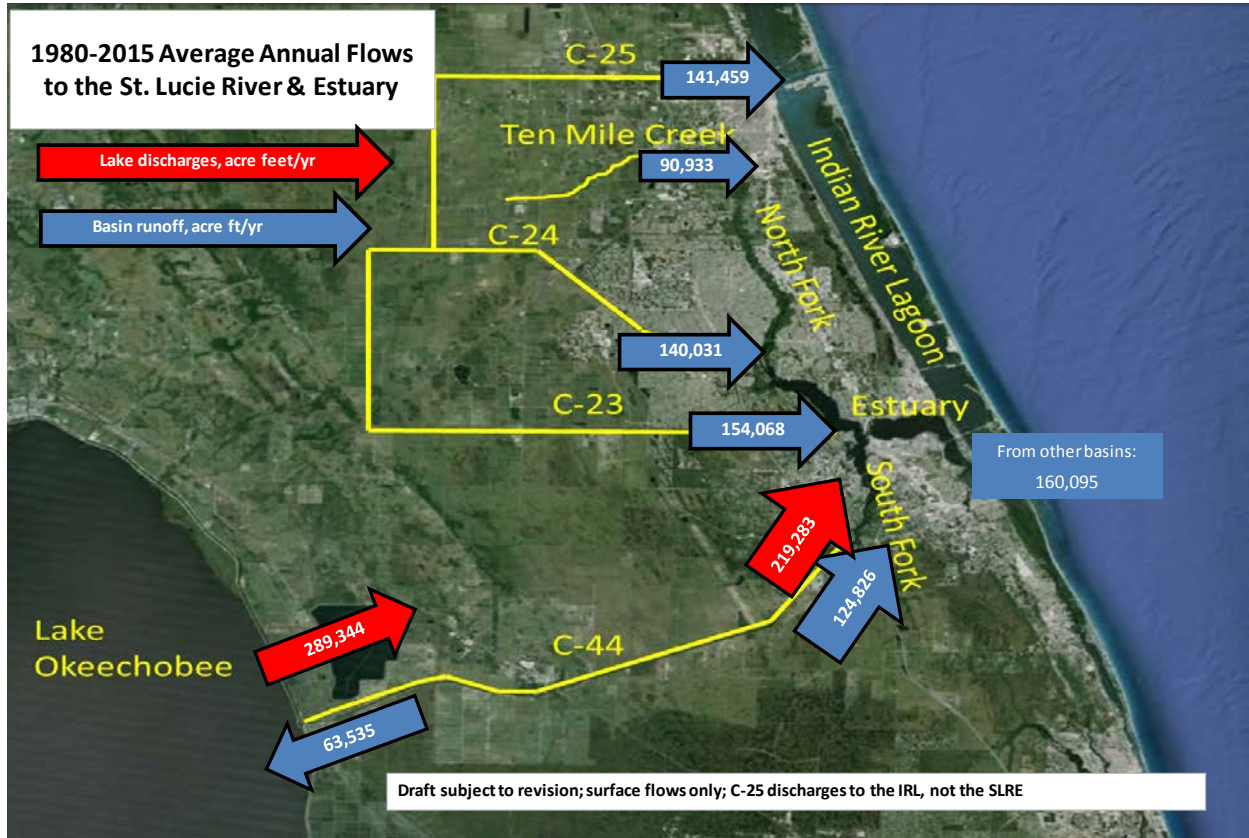 1980-2015 Average Annual Flows
to the St. Lucie River & Estuary
Lake discharges, acre feet/yr
Basin runoff, acre ft/yr
C-25
141,459
Ten Mile Creek
90,933
C-24
North Fork
Indian River Lagoon
140,031
C-23
154,068
Estuary
From other basins:
160,095
South Fork
219,283
124,826
Lake
Okeechobee
289,344
C-44
63,535
Draft subject to revision; surface flows only; C-25 discharges to the IRL, not the SLRE